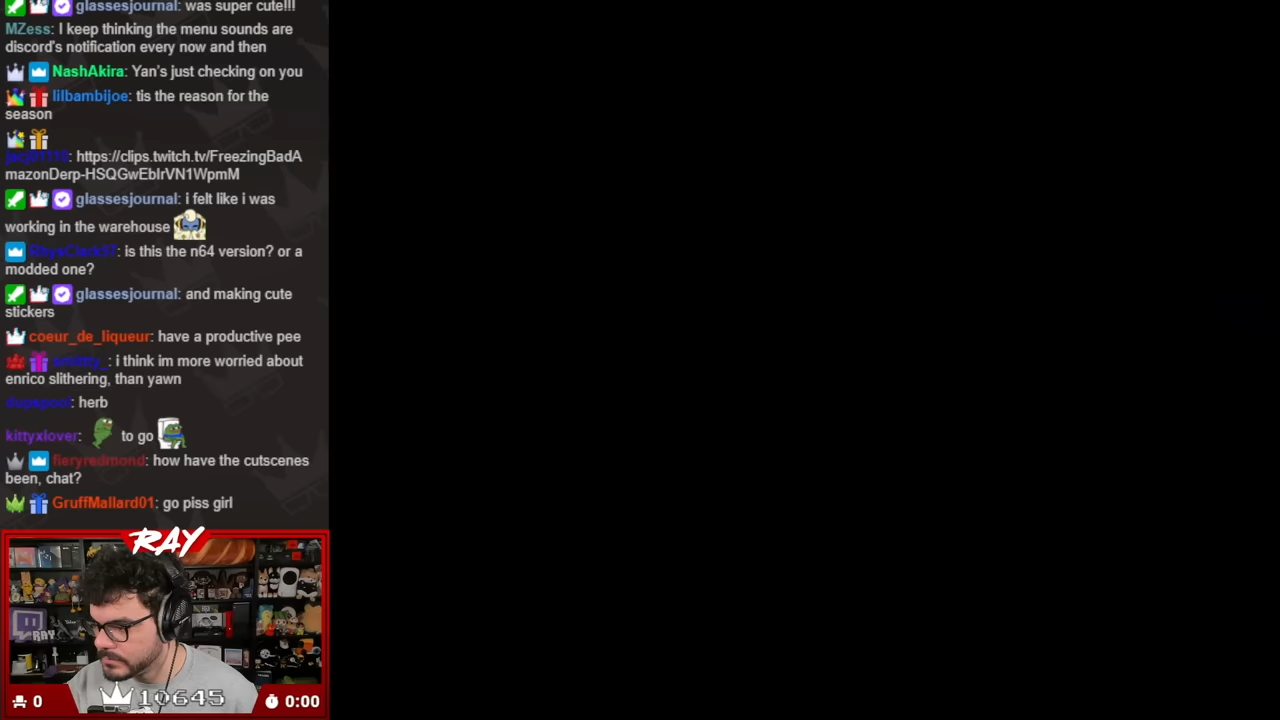 glassesjournal: was super cute!!!
MZess: I keep thinking the menu sounds are
discord's notification every now and then
NashAkira: Yan's just checking on you
lilbambijoe: tis the reason for the
season
: https://clips.twitch.tv/FreezingBadA
mazonDerp-HSQGwEbIrVN1WpmM
glassesjournal: i felt like i was
working in the warehouse
RhysClark57: is this the n64 version? or a
modded one?
glassesjournal: and making cute
stickers
coeur_de_liqueur: have a productive pee
: i think im more worried about
enrico slithering, than yawn
dupspool: herb
kittyxlover: to go
fieryredmond: how have the cutscenes
been, chat?
GruffMallard01: go piss girl
RAY
RAY
0 10645 0:00